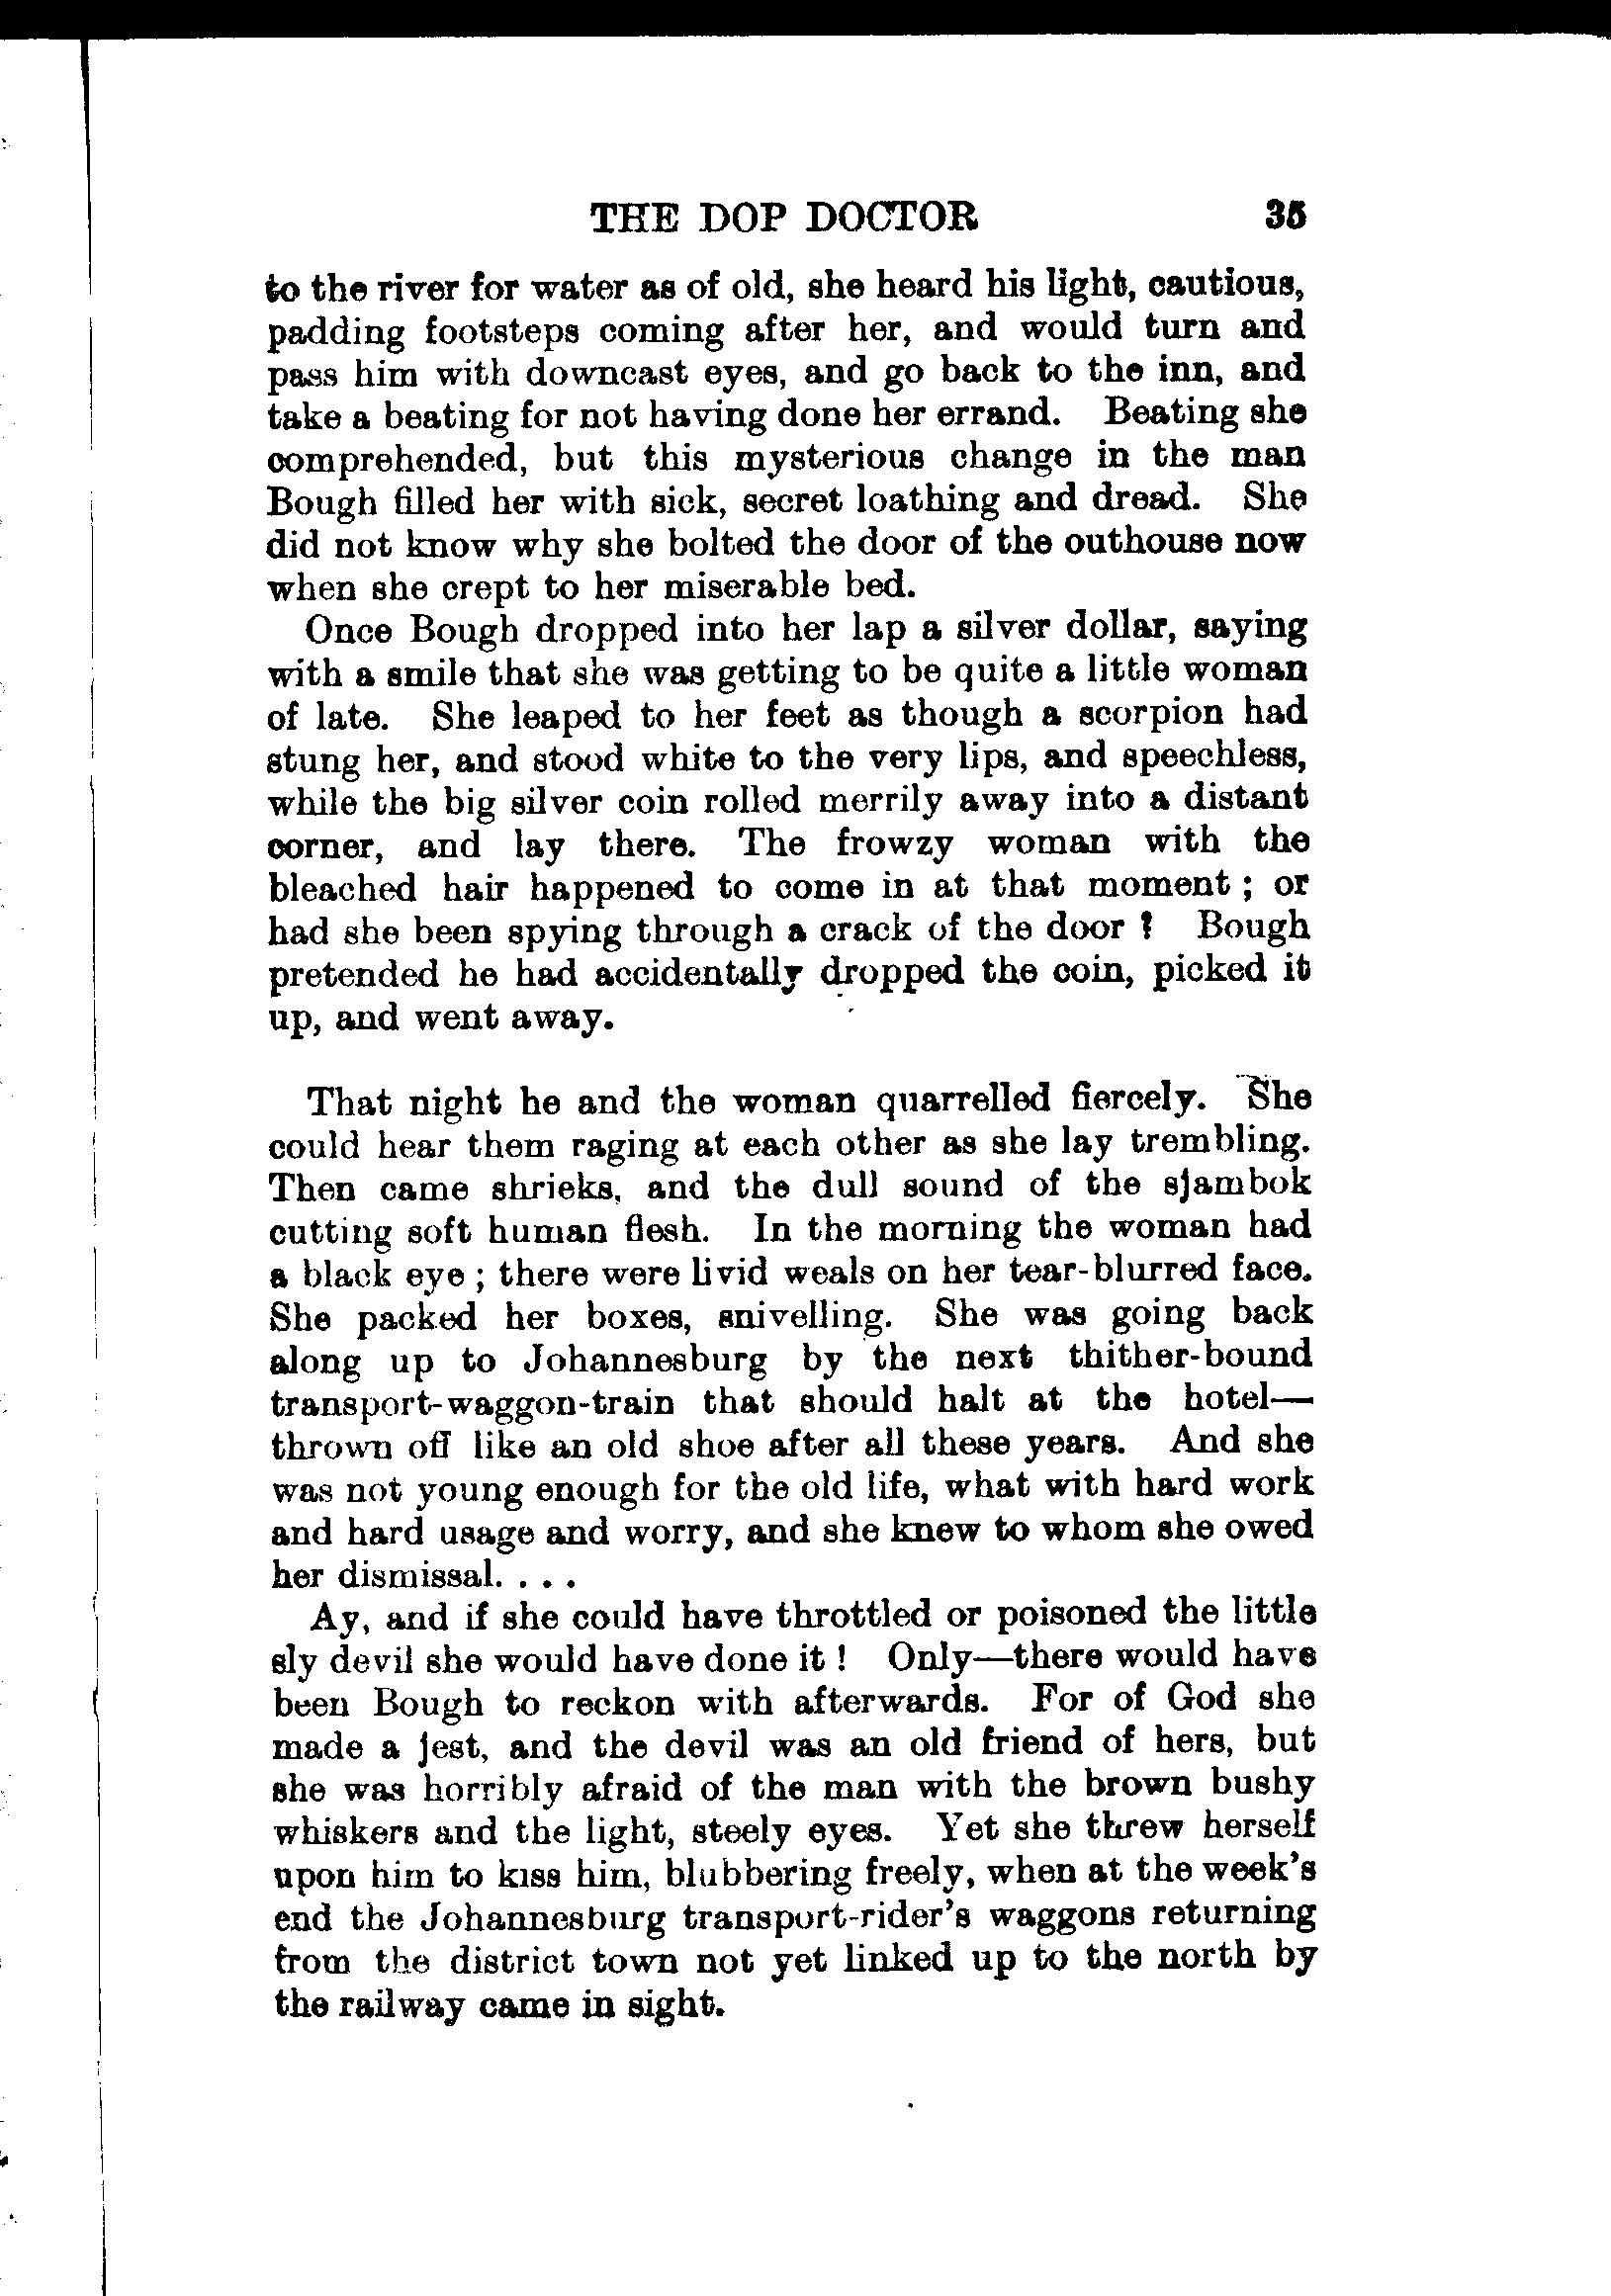 THE DOP DOCTOR 35
to the river for water as of old, she heard his light, cautious,
padding footsteps coming after her, and would turn and
pass him with downcast eyes, and go back to the inn, and
take a beating for not having done her errand. Beating she
comprehended, but this mysterious change in the man
Bough filled her with sick, secret loathing and dread. She
did not know why she bolted the door of the outhouse now
when she crept to her miserable bed.
Once Bough dropped into her lap a silver dollar, saying
with a smile that she was getting to be quite a little woman
of late. She leaped to her feet as though a scorpion had
stung her, and stood white to the very lips, and speechless,
while the big silver coin rolled merrily away into a distant
corner, and lay there. The frowzy woman with the
bleached hair happened to come in at that moment ; or
had she been spying through a crack of the door ? Bough
pretended he had accidentally dropped the coin, picked it
up, and went away.
That night he and the woman quarrelled fiercely. She
could hear them raging at each other as she lay trembling.
Then came shrieks, and the dull sound of the sjambok
cutting soft human flesh. In the morning the woman had
a black eye ; there were livid weals on her tear-blurred face.
She packed her boxes, snivelling. She was going back
along up to Johannesburg by the next thither-bound
transport-waggon-train that should halt at the hotel—
thrown off like an old shoe after all these years. And she
was not young enough for the old life, what with hard work
and hard usage and worry, and she knew to whom she owed
her dismissal. . . .
Ay, and if she could have throttled or poisoned the little
sly devil she would have done it ! Only—there would have
been Bough to reckon with afterwards. For of God she
made a jest, and the devil was an old friend of hers, but
she was horribly afraid of the man with the brown bushy
whiskers and the light, steely eyes. Yet she threw herself
upon him to kiss him, blubbering freely, when at the week's
end the Johannesburg transport-rider's waggons returning
from the district town not yet linked up to the north by
the railway came in sight.